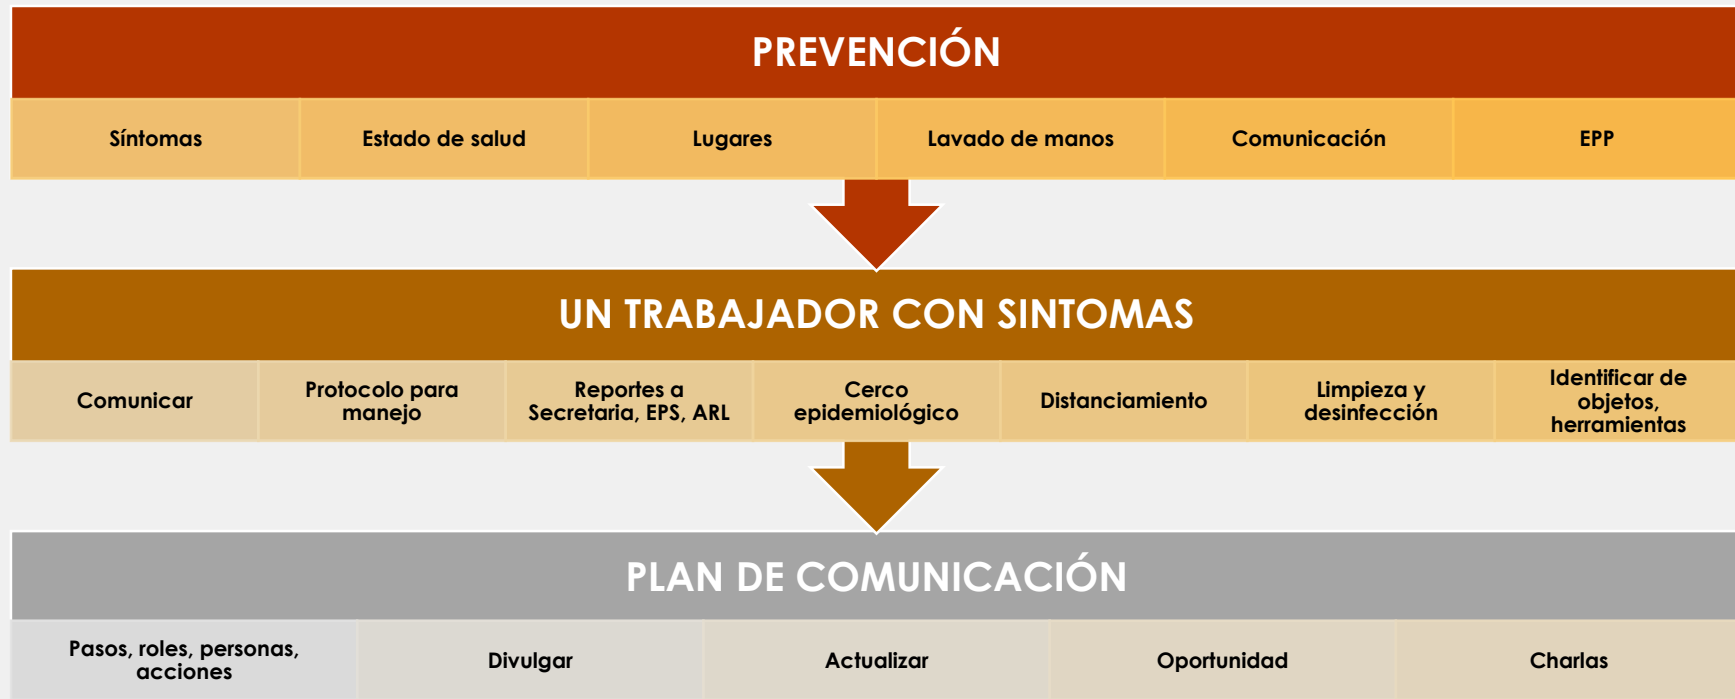 PREVENCIÓN
Síntomas
Estado de salud
Lugares
Lavado de manos
Comunicación
EPP
UN TRABAJADOR CON SINTOMAS
Comunicar
Protocolo para
manejo
Reportes a
Secretaria, EPS, ARL
Cerco
epidemiológico
Distanciamiento
Limpieza y
desinfección
Identificar de
objetos,
herramientas
PLAN DE COMUNICACIÓN
Pasos, roles, personas,
acciones
Divulgar
Actualizar
Oportunidad
Charlas